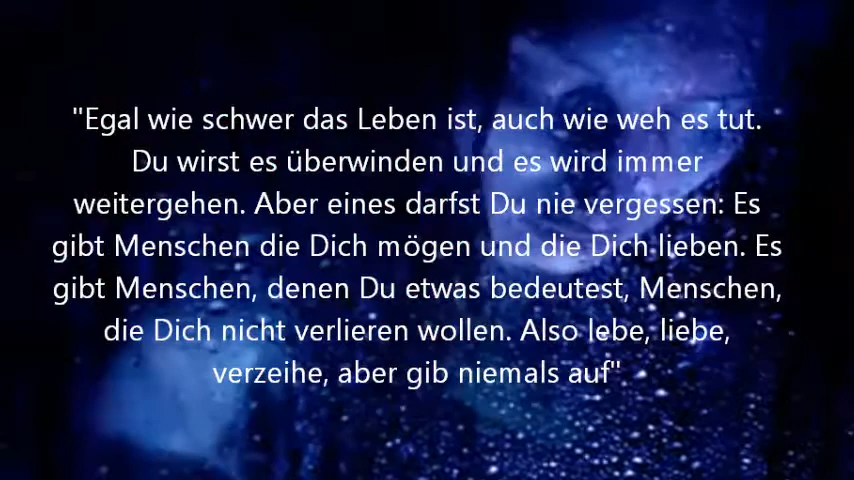 "Egal wie schwer das Leben ist, auch wie weh es tut.
Du wirst es überwinden und es wird immer
weitergehen. Aber eines darfst Du nie vergessen: Es
gibt Menschen die Dich mögen und die Dich lieben. Es
gibt Menschen, denen Du etwas bedeutest, Menschen,
die Dich nicht verlieren wollen. Also lebe, liebe,
verzeihe, aber gib niemals auf"